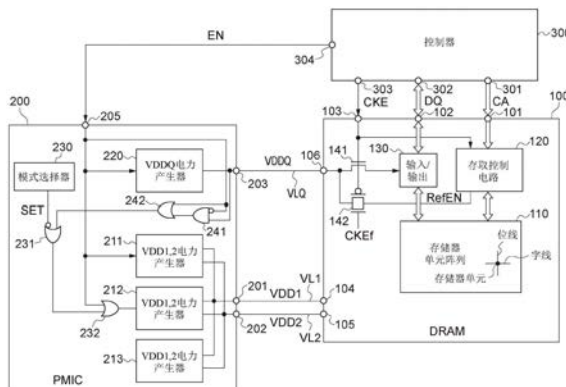 EN
控制器
300
304
303
302
301
CKE
DQ
CA
200
205
103
102
101
100
230
模式选择器
220
VDDQ电力
产生器
VDDQ
203
VLQ
106
141
130
输入/
输出
120
存取控制
电路
SET
242
241
231
142
RefEN
CKEf
110
存储器
单元阵列
位线
字线
存储器单元
211
VDD1,2电力
产生器
212
VDD1,2电力
产生器
232
201
VDD1
VL1
104
202
VDD2
VL2
105
213
VDD1,2电力
产生器
PMIC
DRAM